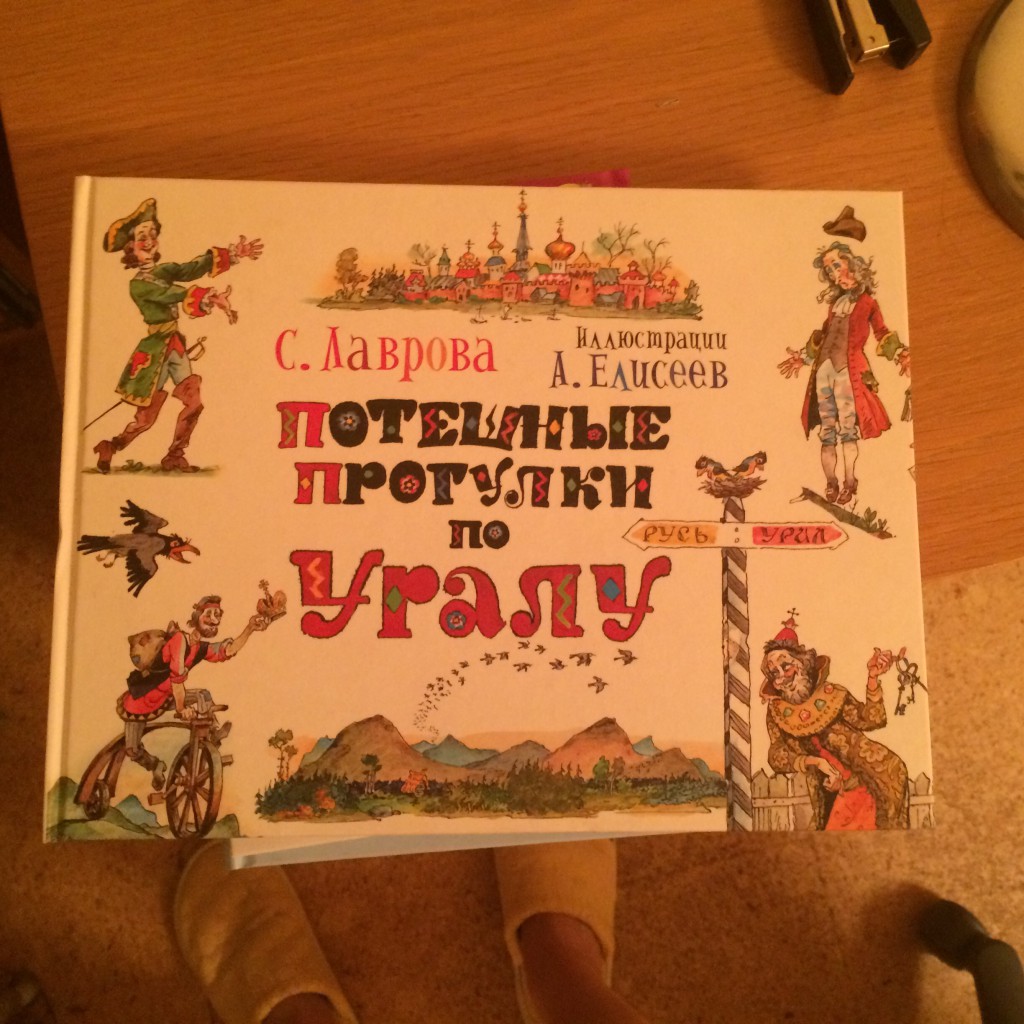 С. Лаврова
Иллюстрации
А. Елисеев
Потешные
прогулки
по
Уралу
РУСЬ : УРАЛ